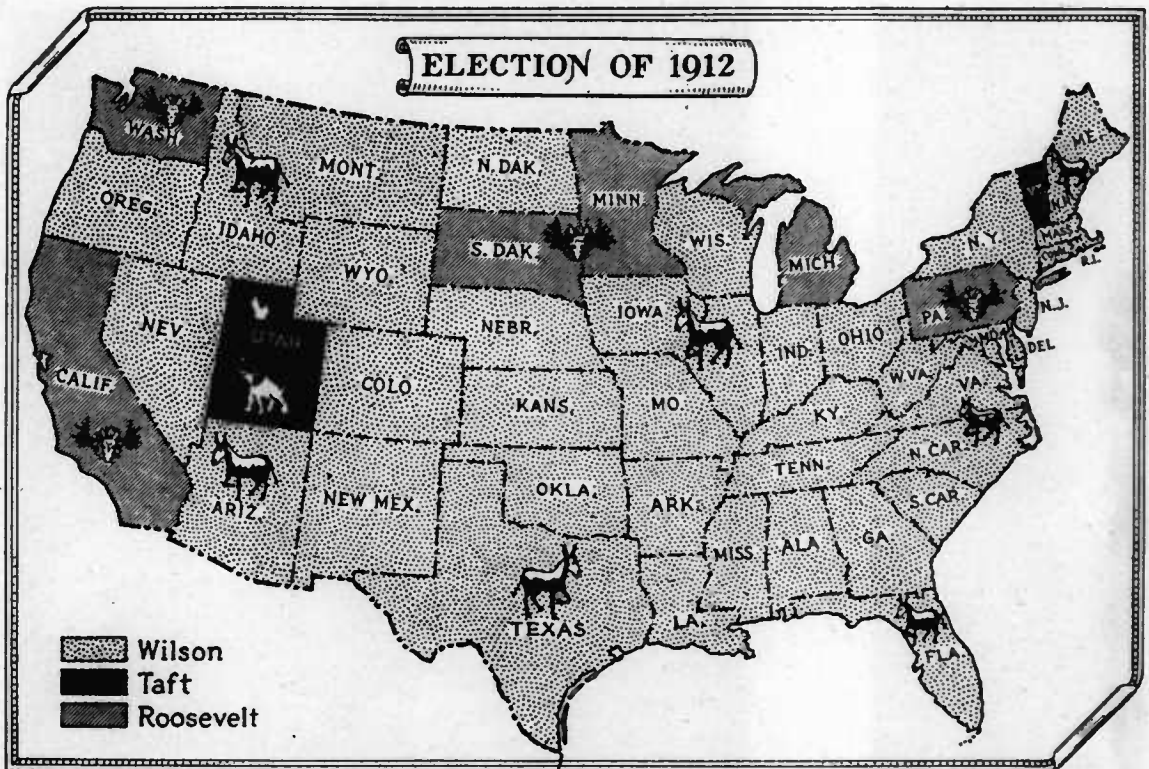 ELECTION OF 1912
WASH.
OREG.
IDAHO
MONT.
N. DAK.
S. DAK.
MINN.
WIS.
MICH.
WYO.
NEV.
UTAH
CALIF.
ARIZ.
COLO
NEW MEX.
NEBR.
KANS.
OKLA.
TEXAS
IOWA
MO.
ARK.
LA.
IND.
OHIO
KY.
TENN.
MISS.
ALA
GA
FLA.
S. CAR
N. CAR.
VA.
W. VA.
PA.
N.Y.
N.J.
DEL
R.I.
MASS.
ME.
Wilson
Taft
Roosevelt